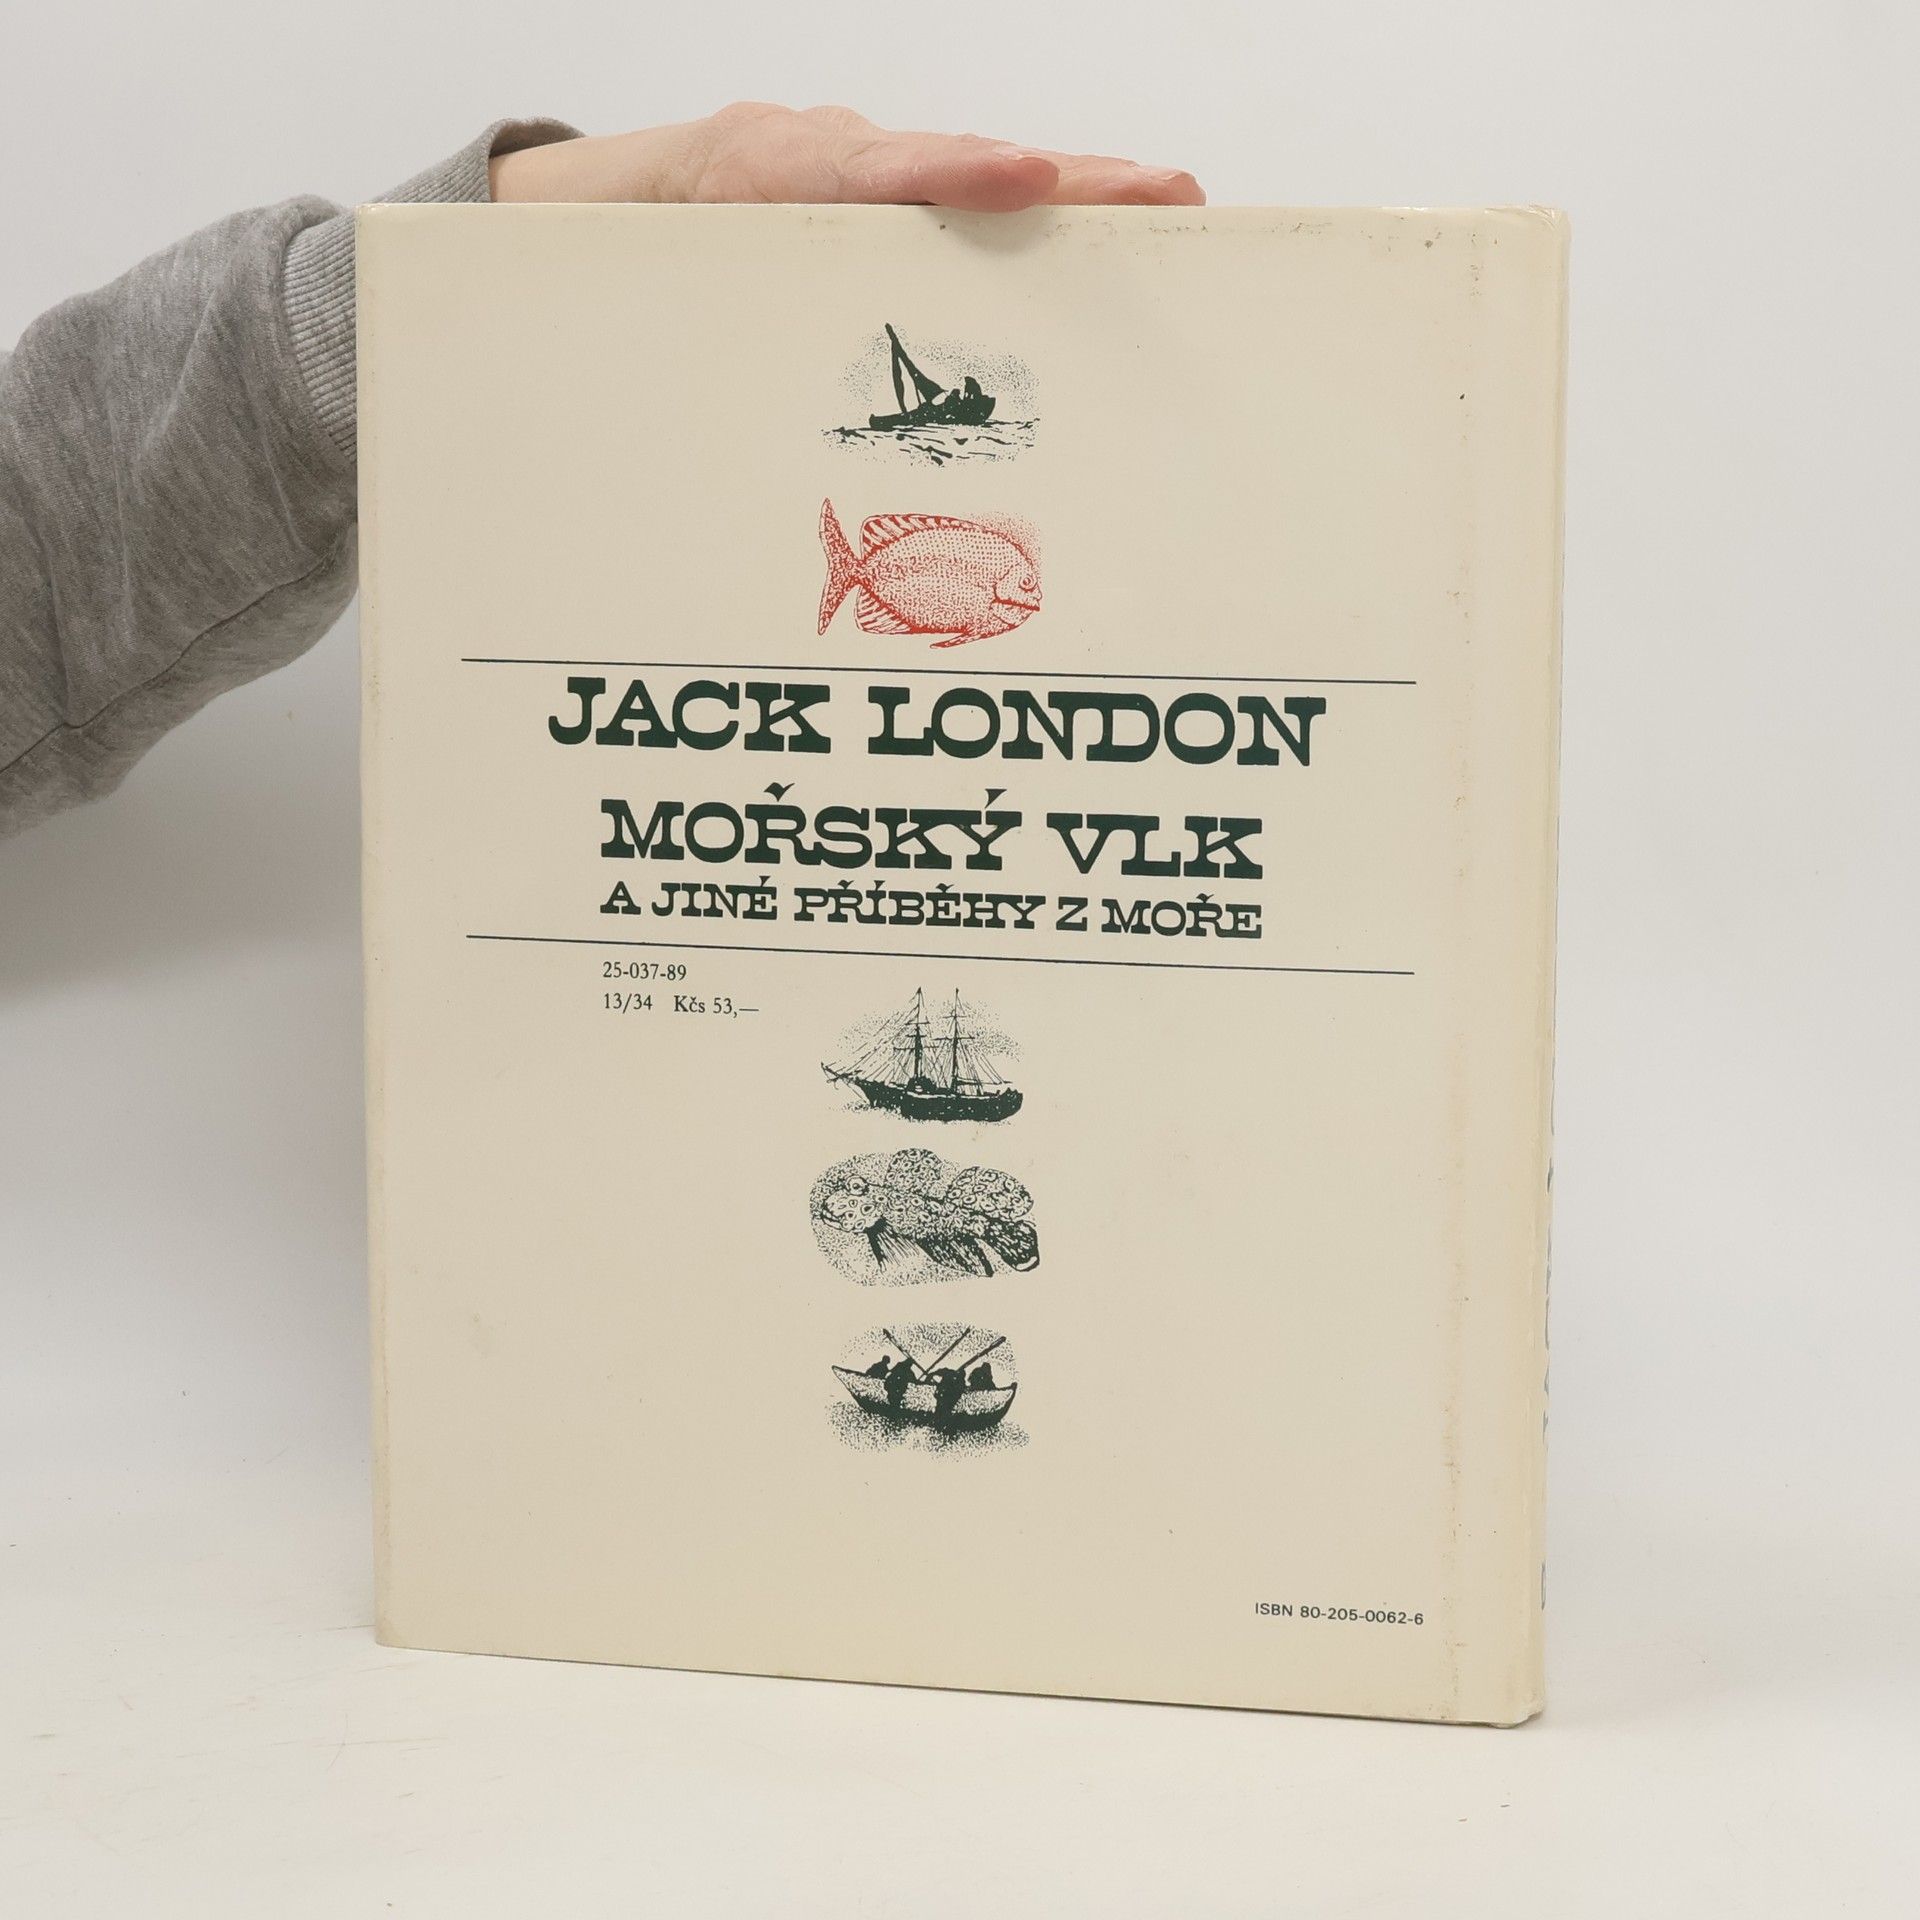 JACK LONDON
MOŘSKÝ VLK
A JINÉ PŘÍBĚHY Z MOŘE
25-037-89
13/34 Kčs 53,—
ISBN 80-205-0062-6